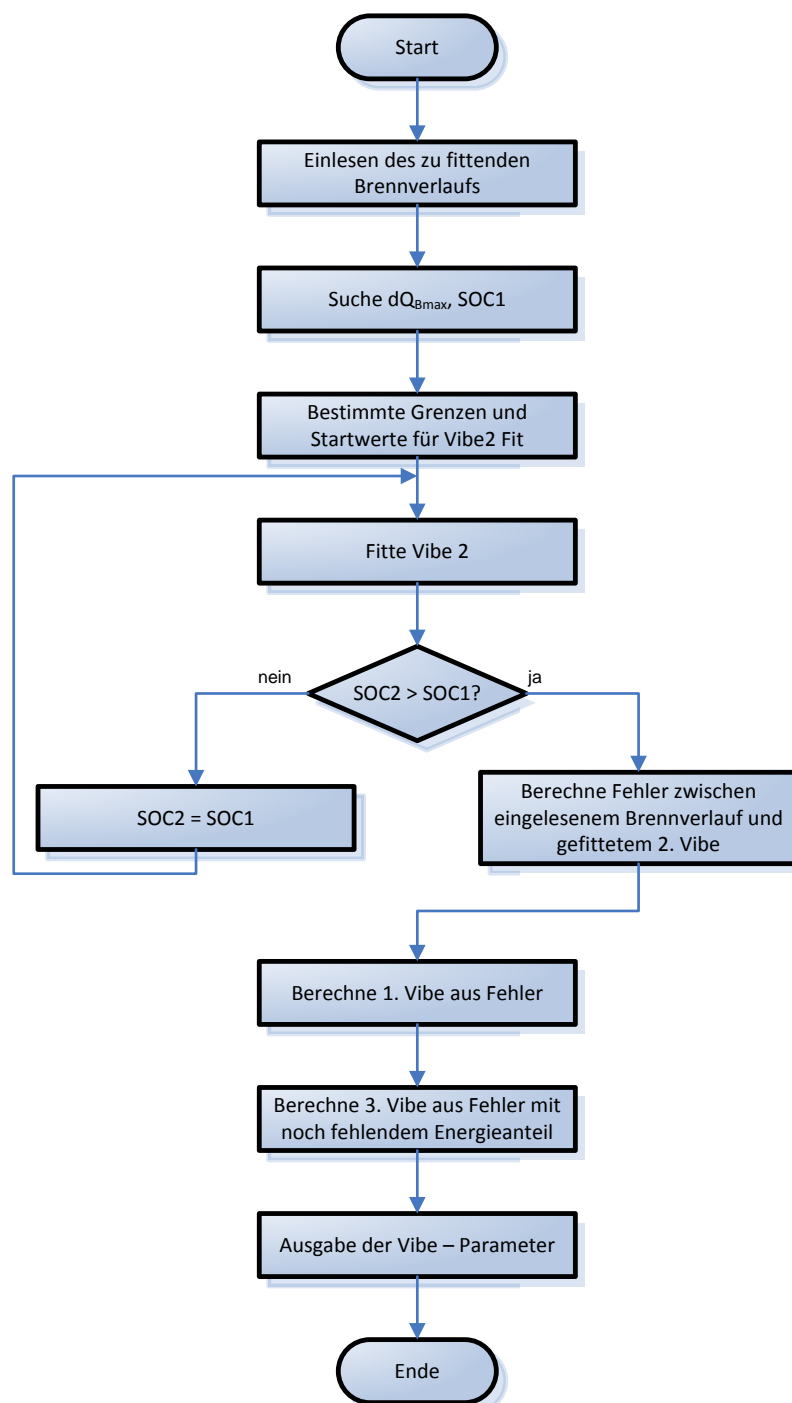 Start
Einlesen des zu fittenden
Brennverlaufs
Suche dQBmax, SOC1
Bestimmte Grenzen und
Startwerte für Vibe2 Fit
Fitte Vibe 2
nein
SOC2 > SOC1?
ja
SOC2 = SOC1
Berechne Fehler zwischen
eingelesenem Brennverlauf und
gefittetem 2. Vibe
Berechne 1. Vibe aus Fehler
Berechne 3. Vibe aus Fehler mit
noch fehlendem Energieanteil
Ausgabe der Vibe – Parameter
Ende